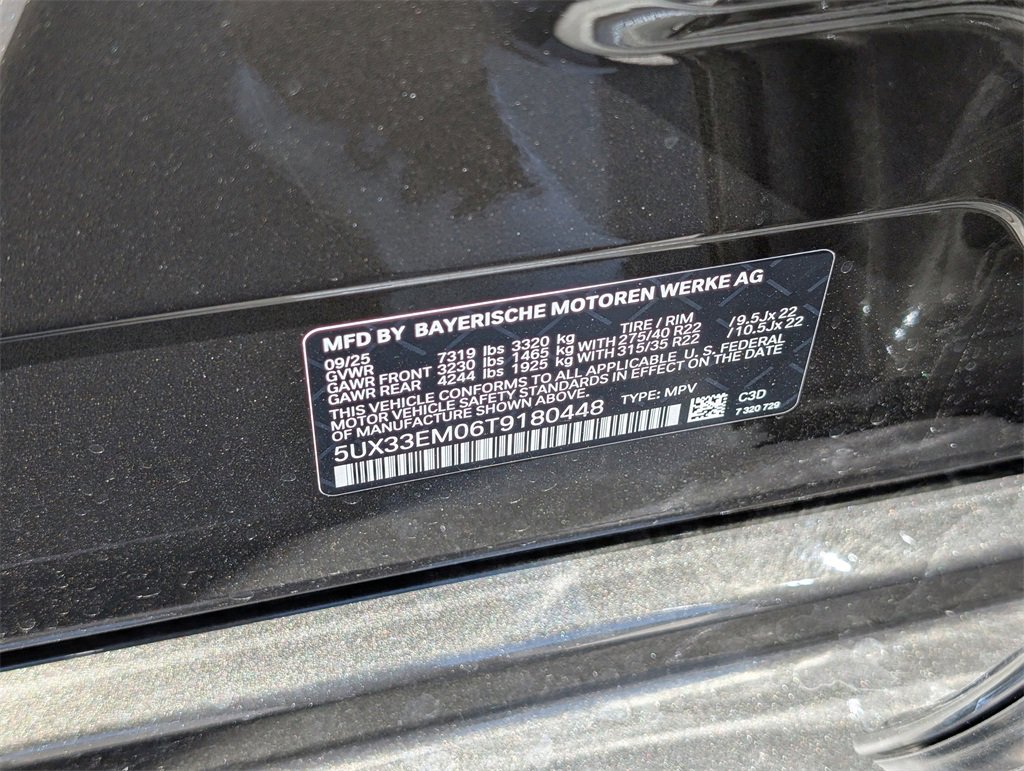 MFD BY BAYERISCHE MOTOREN WERKE AG
09/25 TIRE / RIM
GVWR 7319 lbs 3320 kg
GAWR FRONT 3230 lbs 1465 kg WITH 275/40 R22 /9.5Jx22
GAWR REAR 4244 lbs 1925 kg WITH 315/35 R22 /10.5Jx22
THIS VEHICLE CONFORMS TO ALL APPLICABLE U. S. FEDERAL
MOTOR VEHICLE SAFETY STANDARDS IN EFFECT ON THE DATE
OF MANUFACTURE SHOWN ABOVE.
5UX33EM06T9180448 TYPE: MPV C3D
7 320 729